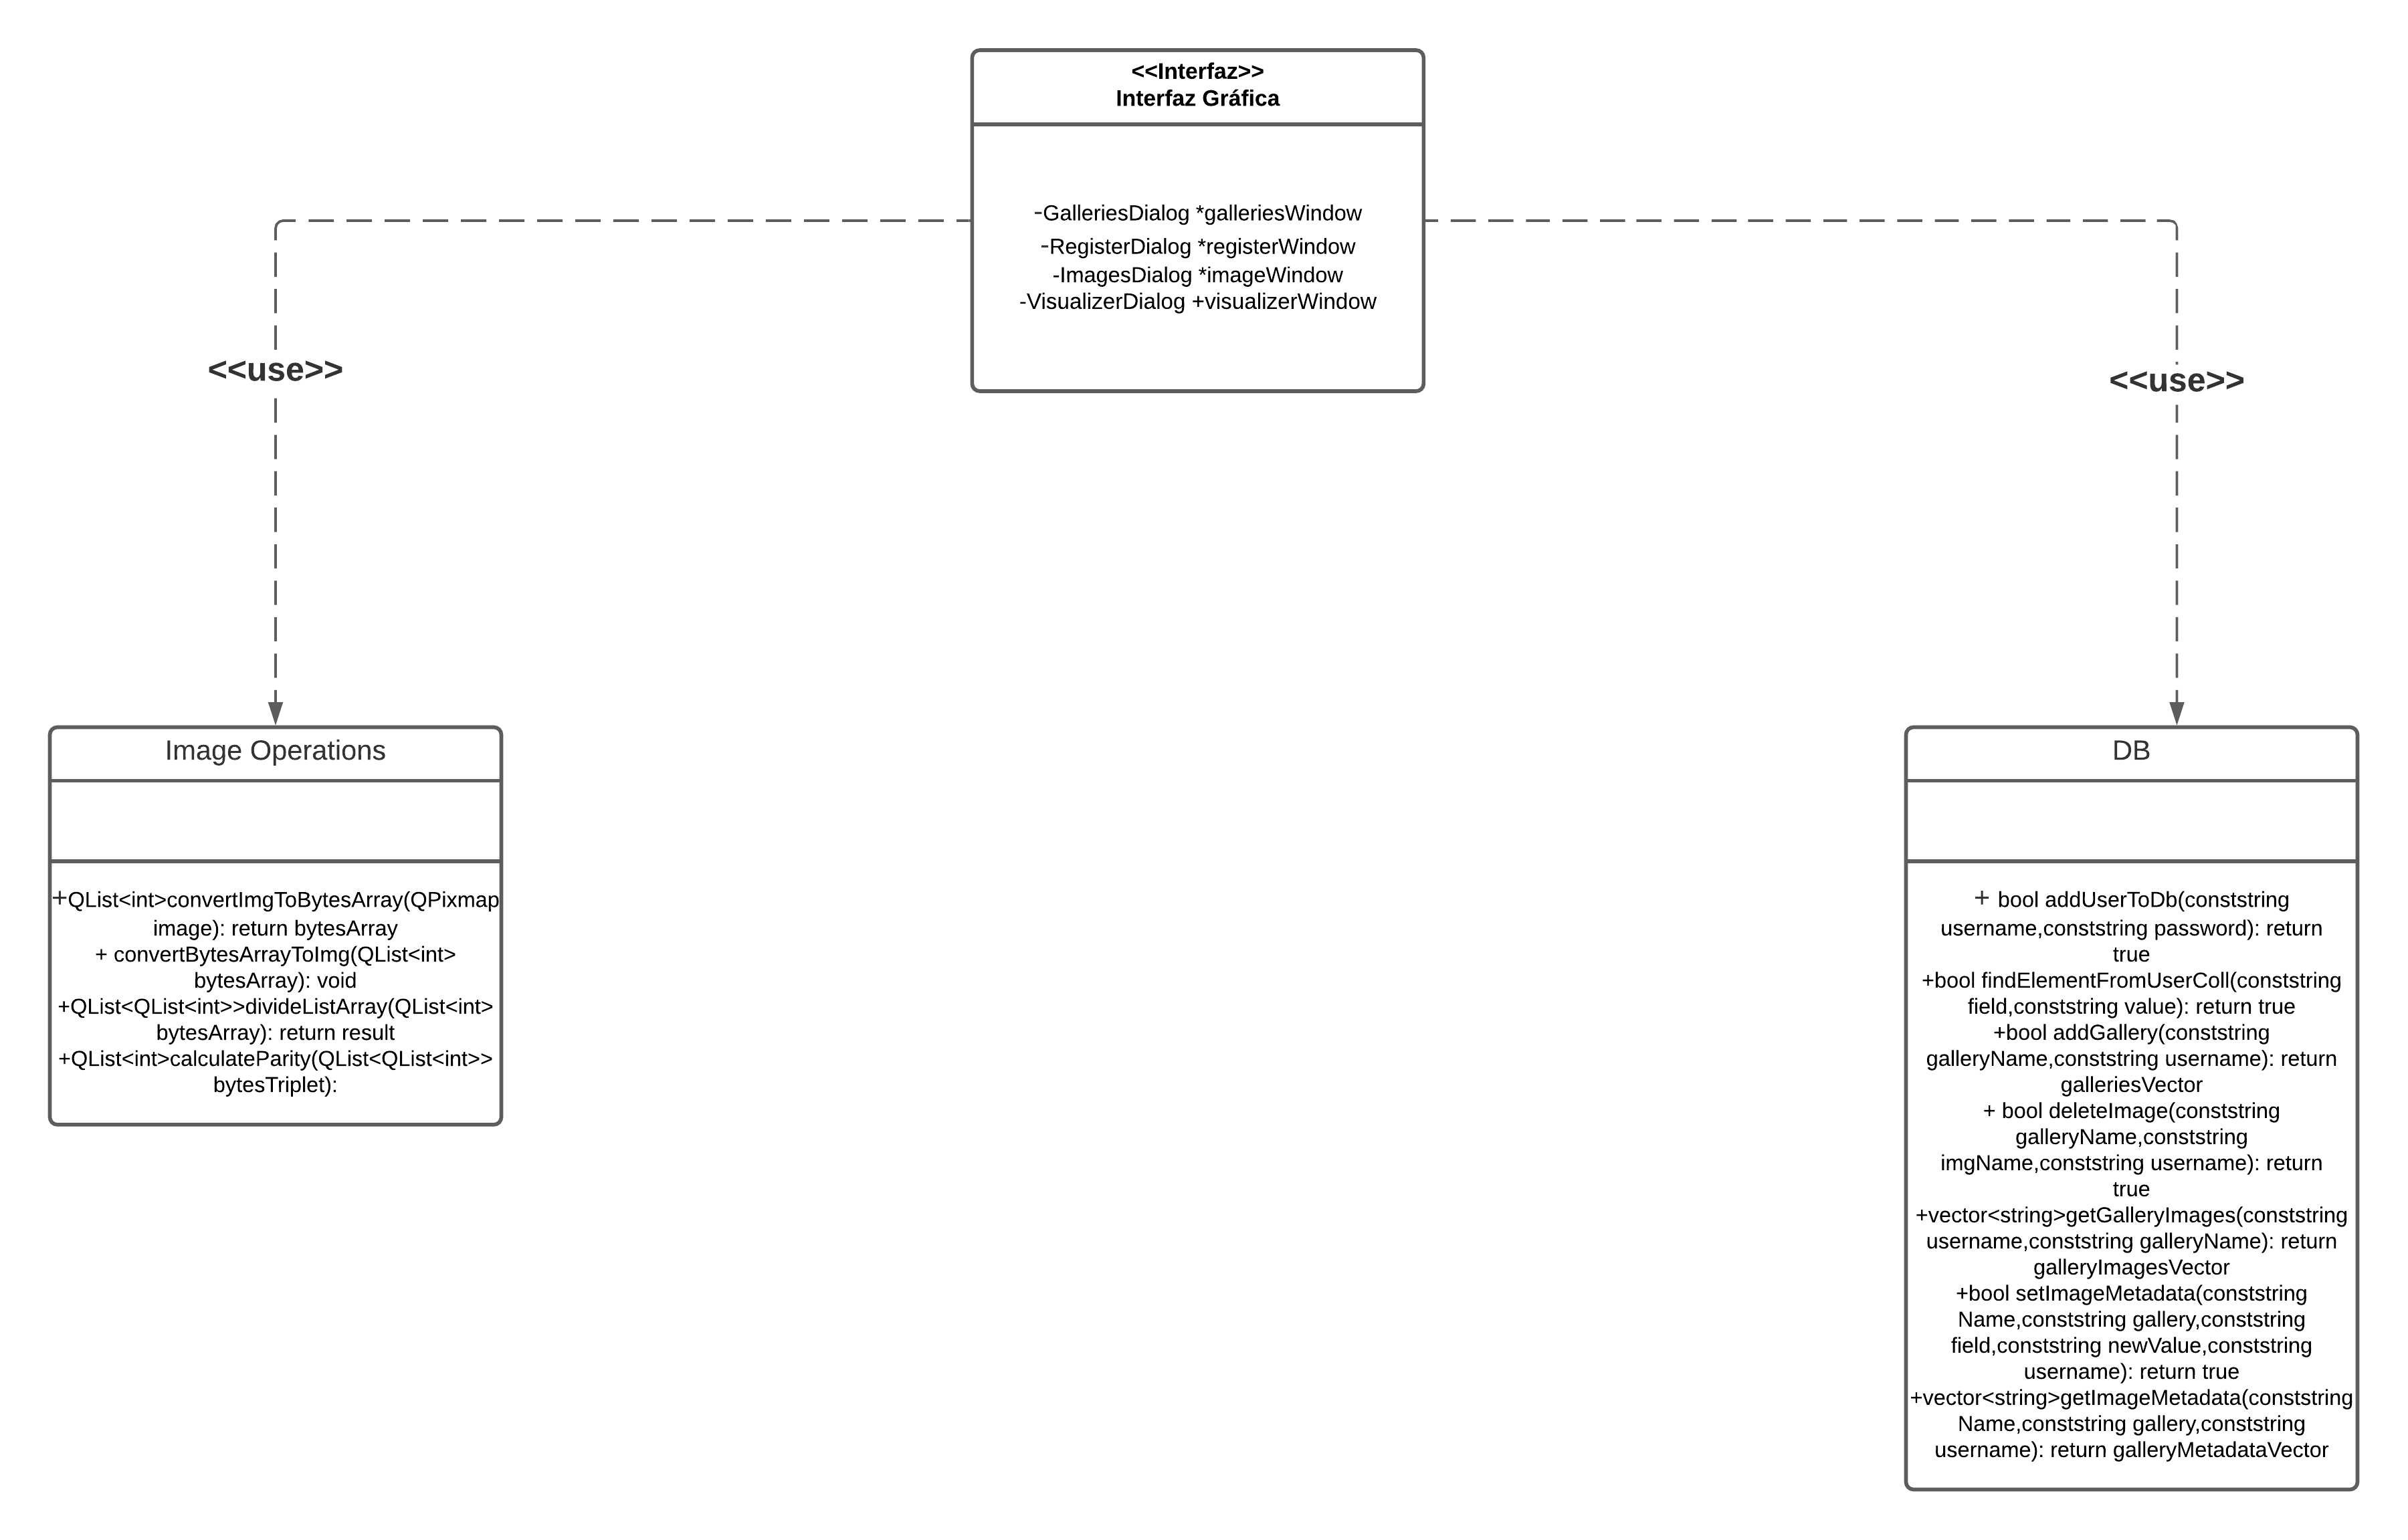 <<Interfaz>>
Interfaz Gráfica
-GalleriesDialog *galleriesWindow
-RegisterDialog *registerWindow
-ImagesDialog *imageWindow
-VisualizerDialog +visualizerWindow
<<use>>
<<use>>
Image Operations
+QList<int>convertImgToBytesArray(QPixmap
image): return bytesArray
+ convertBytesArrayToImg(QList<int>
bytesArray): void
+QList<QList<int>>divideListArray(QList<int>
bytesArray): return result
+QList<int>calculateParity(QList<QList<int>>
bytesTriplet):
DB
+ bool addUserToDb(conststring
username,conststring password): return
true
+bool findElementFromUserColl(conststring
field,conststring value): return true
+bool addGallery(conststring
galleryName,conststring username): return
galleriesVector
+ bool deleteImage(conststring
galleryName,conststring
imgName,conststring username): return
true
+vector<string>getGalleryImages(conststring
username,conststring galleryName): return
galleryImagesVector
+bool setImageMetadata(conststring
Name,conststring gallery,conststring
field,conststring newValue,conststring
username): return true
+vector<string>getImageMetadata(conststring
Name,conststring gallery,conststring
username): return galleryMetadataVector